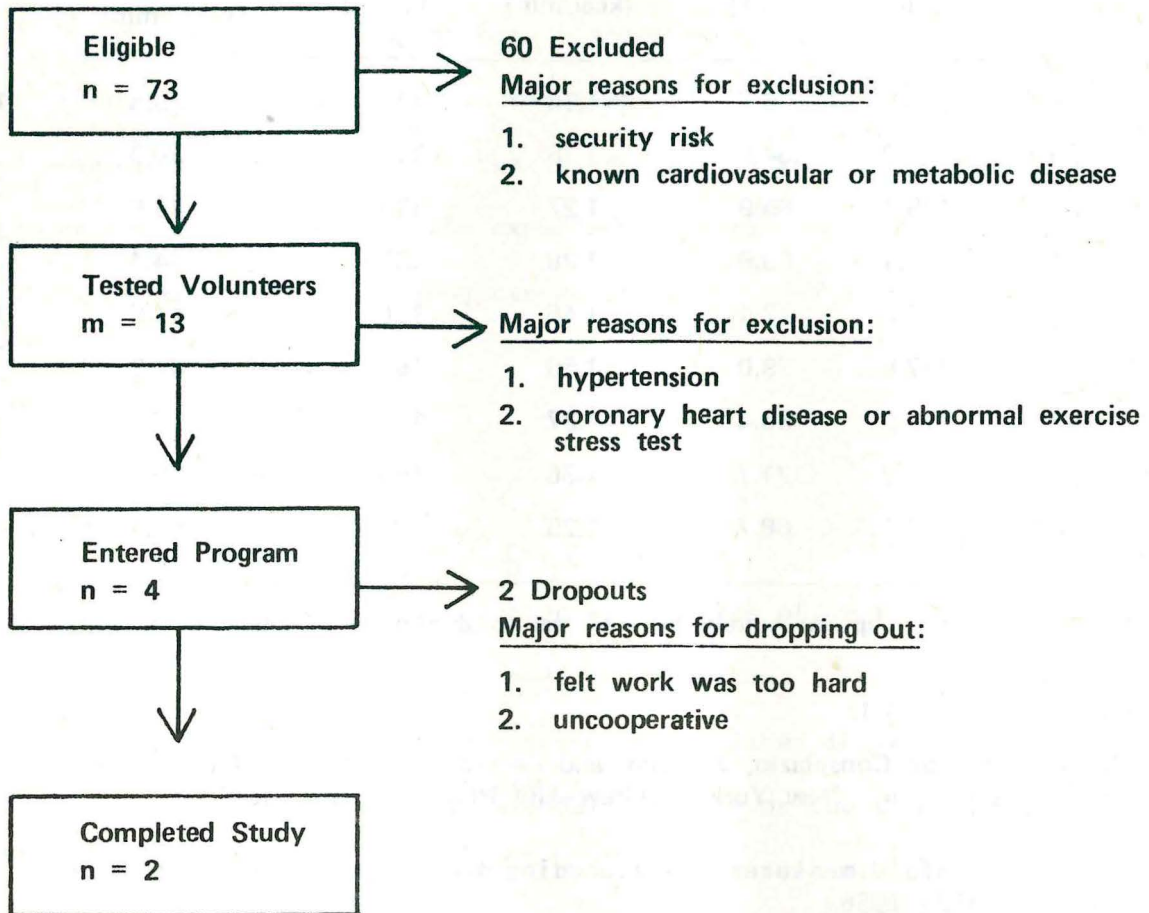 Eligible
n = 73
60 Excluded
Major reasons for exclusion:
1. security risk
2. known cardiovascular or metabolic disease
Tested Volunteers
m = 13
Major reasons for exclusion:
1. hypertension
2. coronary heart disease or abnormal exercise
stress test
Entered Program
n = 4
2 Dropouts
Major reasons for dropping out:
1. felt work was too hard
2. uncooperative
Completed Study
n = 2